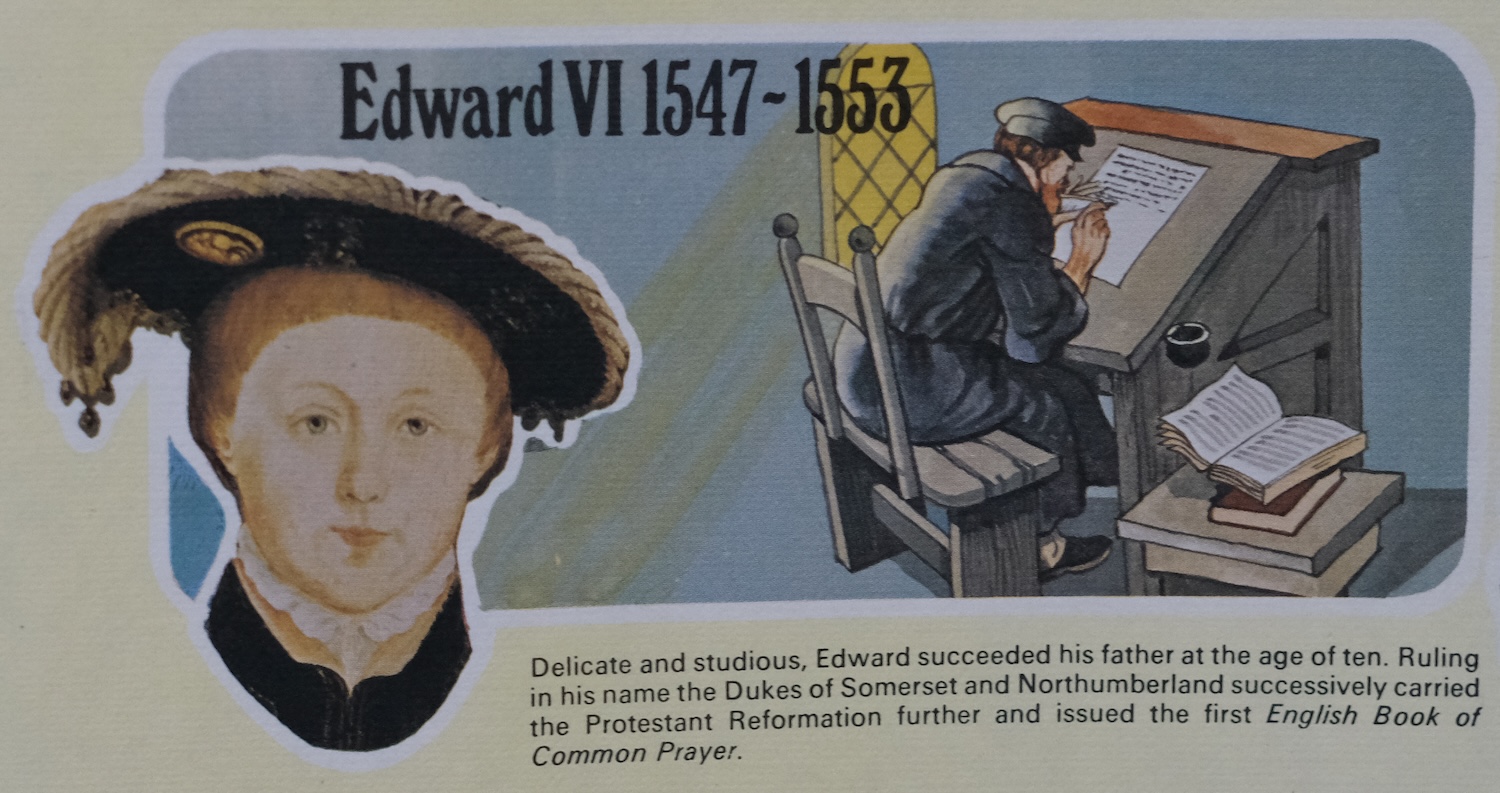 Edward VI 1547~1553
Delicate and studious, Edward succeeded his father at the age of ten. Ruling
in his name the Dukes of Somerset and Northumberland successively carried
the Protestant Reformation further and issued the first English Book of
Common Prayer.